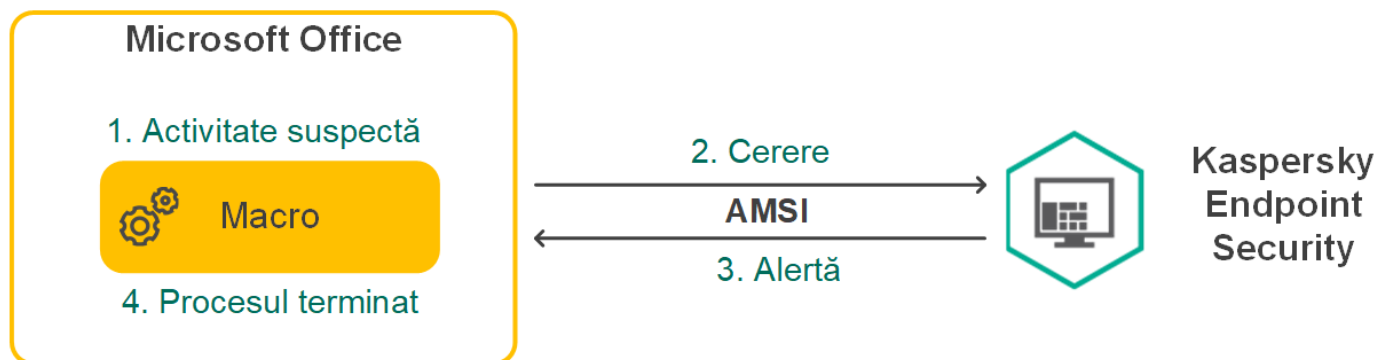 Microsoft Office
1. Activitate suspectă
Macro
4. Procesul terminat
2. Cerere
AMSI
3. Alertă
Kaspersky
Endpoint
Security